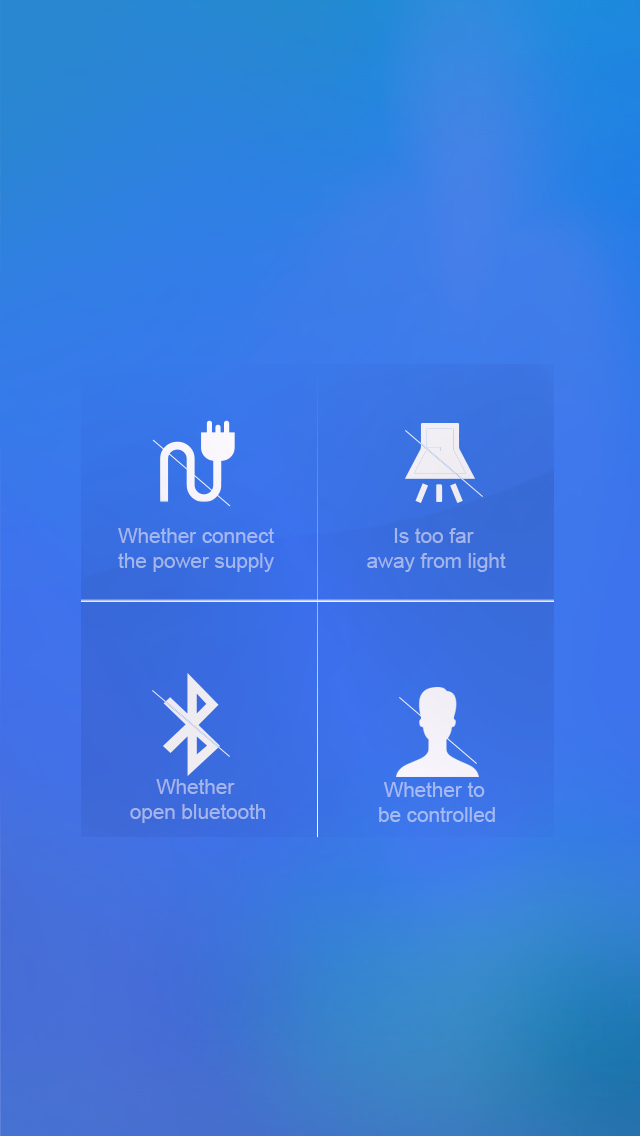 Whether connect
the power supply
Is too far
away from light
Whether
open bluetooth
Whether to
be controlled